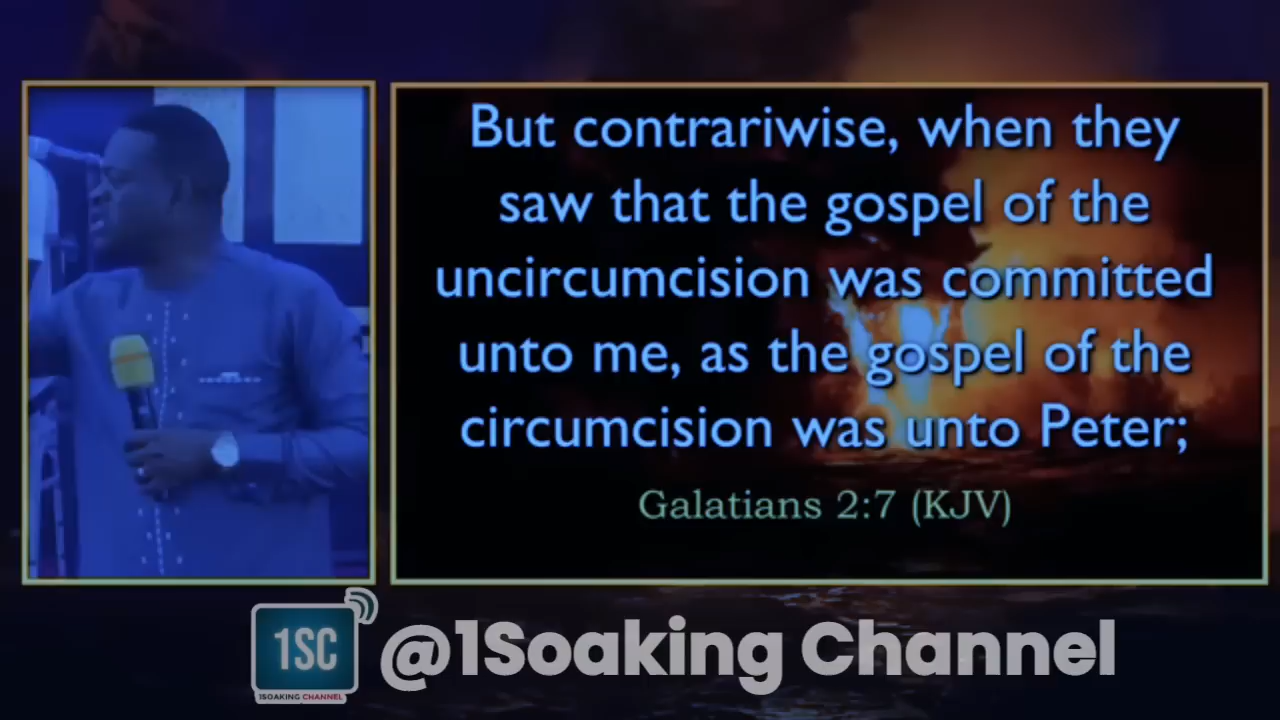 But contrariwise, when they
saw that the gospel of the
uncircumcision was committed
unto me, as the gospel of the
circumcision was unto Peter;
Galatians 2:7 (KJV)
1SC
1SOAKING CHANNEL
@1Soaking Channel